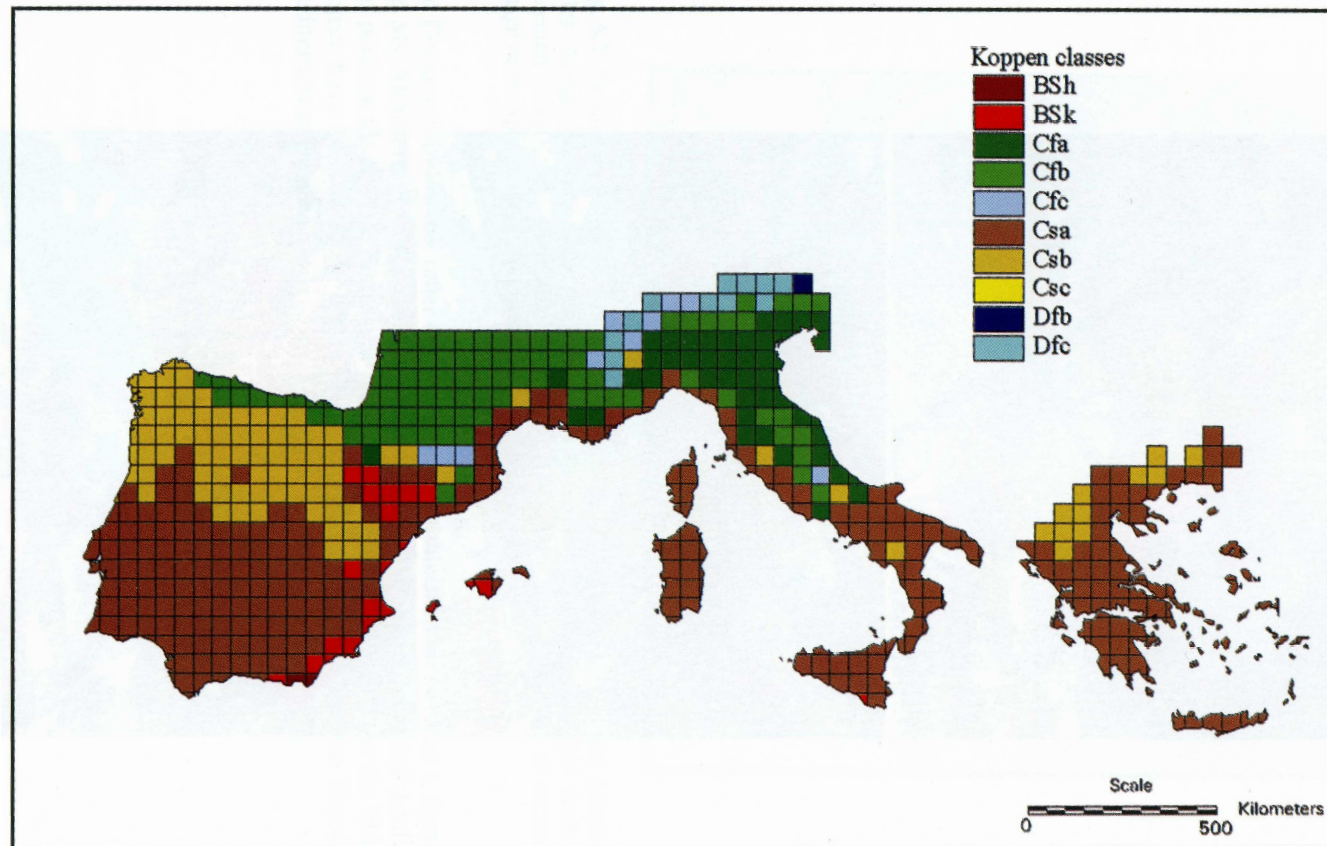 Koppen classes
BSh
BSk
Cfa
Cfb
Cfc
Csa
Csb
Csc
Dfb
Dfc
Scale
Kilometers
0 500